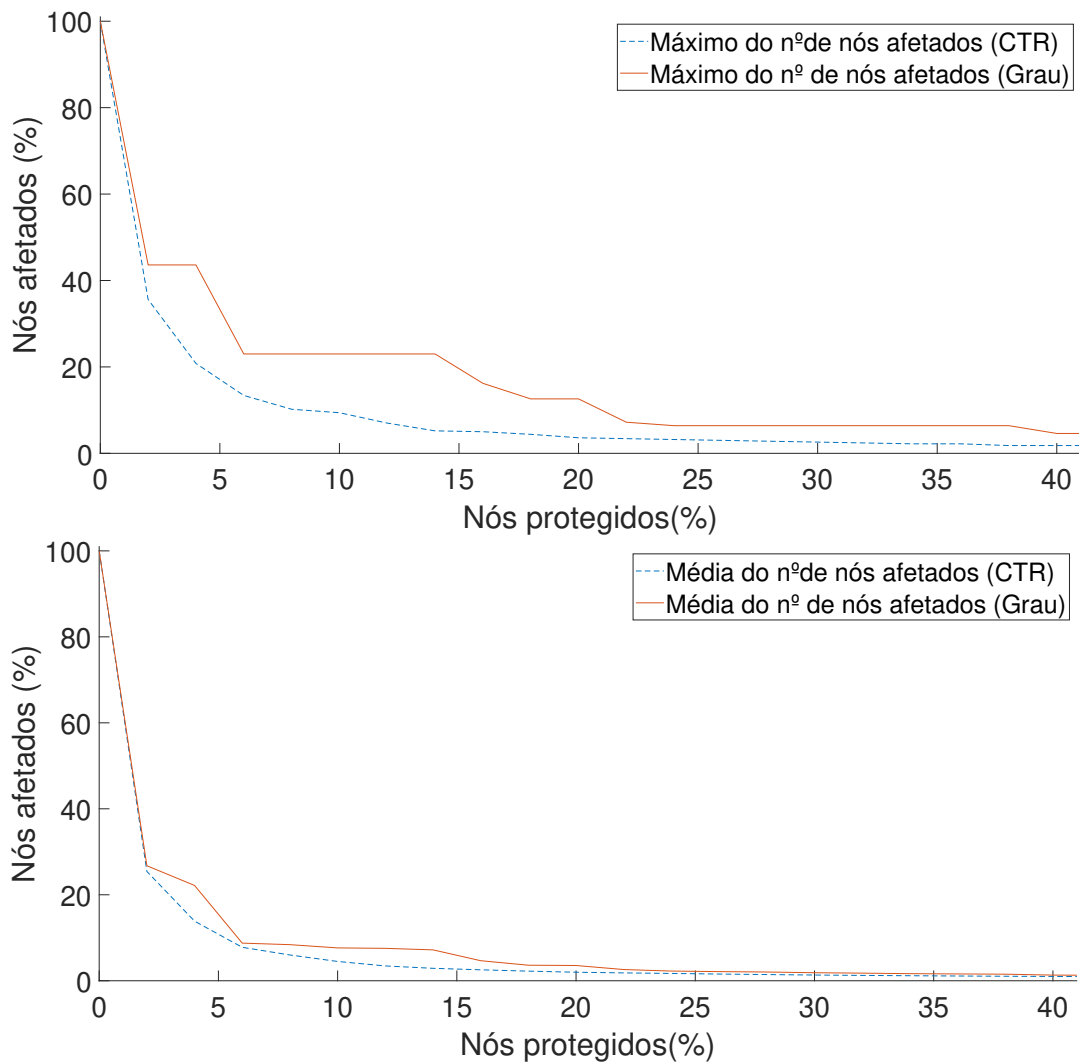 100
80
60
40
20
0
Nós afetados (%)
Máximo do nºde nós afetados (CTR)
Máximo do nº de nós afetados (Grau)
0 5 10 15 20 25 30 35 40
Nós protegidos(%)
100
80
60
40
20
0
Nós afetados (%)
Média do nºde nós afetados (CTR)
Média do nº de nós afetados (Grau)
0 5 10 15 20 25 30 35 40
Nós protegidos(%)